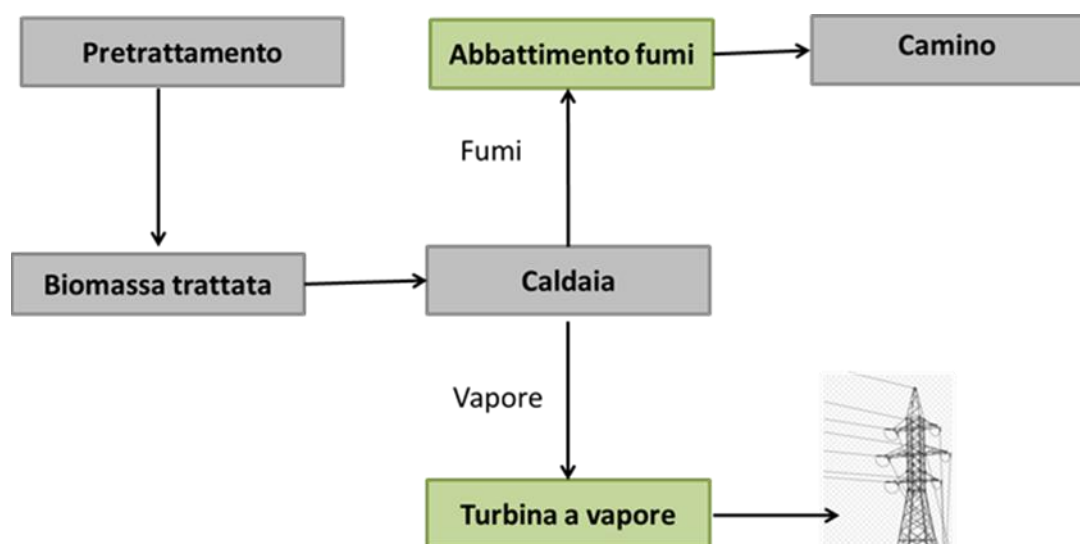 Pretrattamento
Abbattimento fumi
Camino
Fumi
Biomassa trattata
Caldaia
Vapore
Turbina a vapore